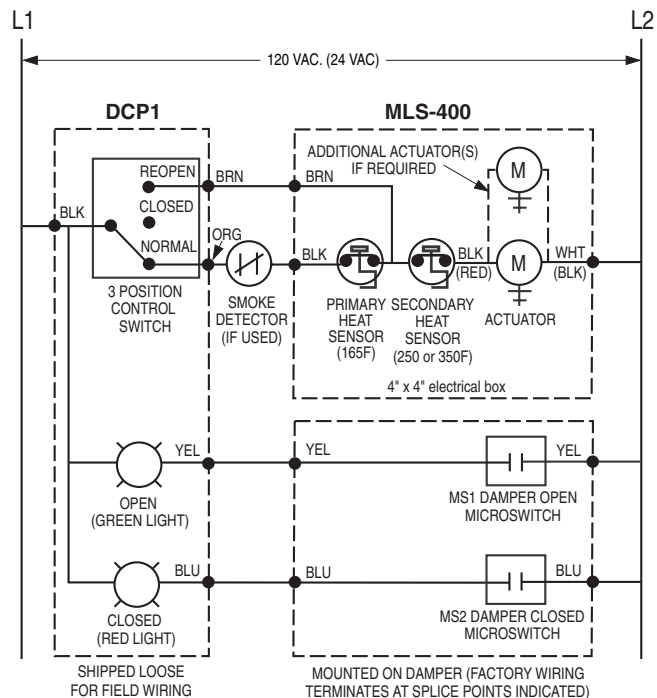 L1
L2
120 VAC. (24 VAC)
DCP1
MLS-400
REOPEN
BRN
BRN
ADDITIONAL ACTUATOR(S)
IF REQUIRED
M
CLOSED
BLK
NORMAL
ORG
BLK
BLK
(RED)
M
WHT
(BLK)
3 POSITION
CONTROL
SWITCH
SMOKE
DETECTOR
(IF USED)
PRIMARY
HEAT
SENSOR
(165F)
SECONDARY
HEAT
SENSOR
(250 or 350F)
ACTUATOR
4" x 4" electrical box
YEL
YEL
YEL
OPEN
(GREEN LIGHT)
MS1 DAMPER OPEN
MICROSWITCH
BLU
BLU
BLU
CLOSED
(RED LIGHT)
MS2 DAMPER CLOSED
MICROSWITCH
SHIPPED LOOSE
FOR FIELD WIRING
MOUNTED ON DAMPER (FACTORY WIRING
TERMINATES AT SPLICE POINTS INDICATED)